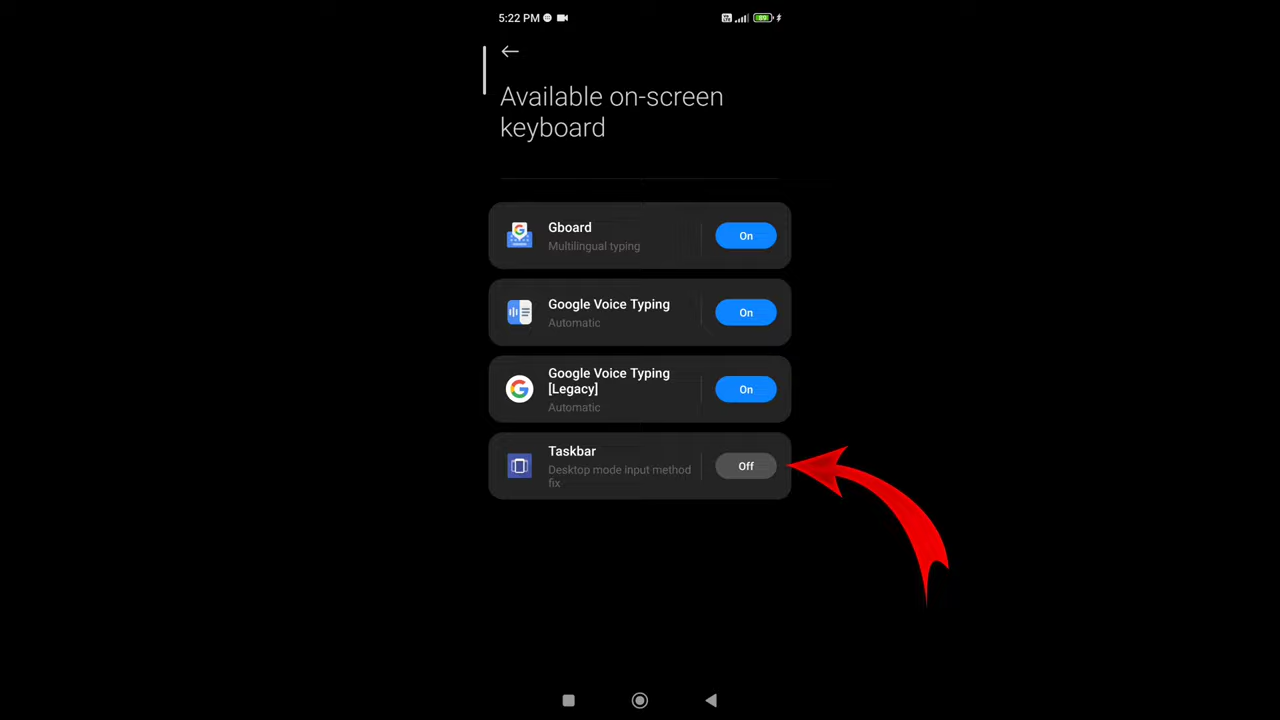 5:22 PM
69
Available on-screen
keyboard
Gboard
Multilingual typing
On
Google Voice Typing
Automatic
On
Google Voice Typing
[Legacy]
Automatic
On
Taskbar
Desktop mode input method
fix
Off